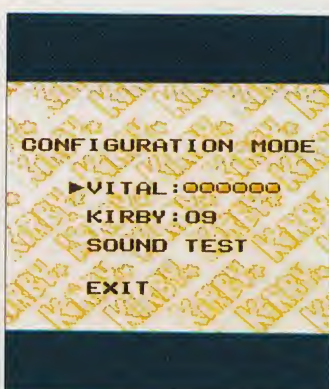 CONFIGURATION MODE
▶VITAL:oooooo
KIRBY:09
SOUND TEST
EXIT